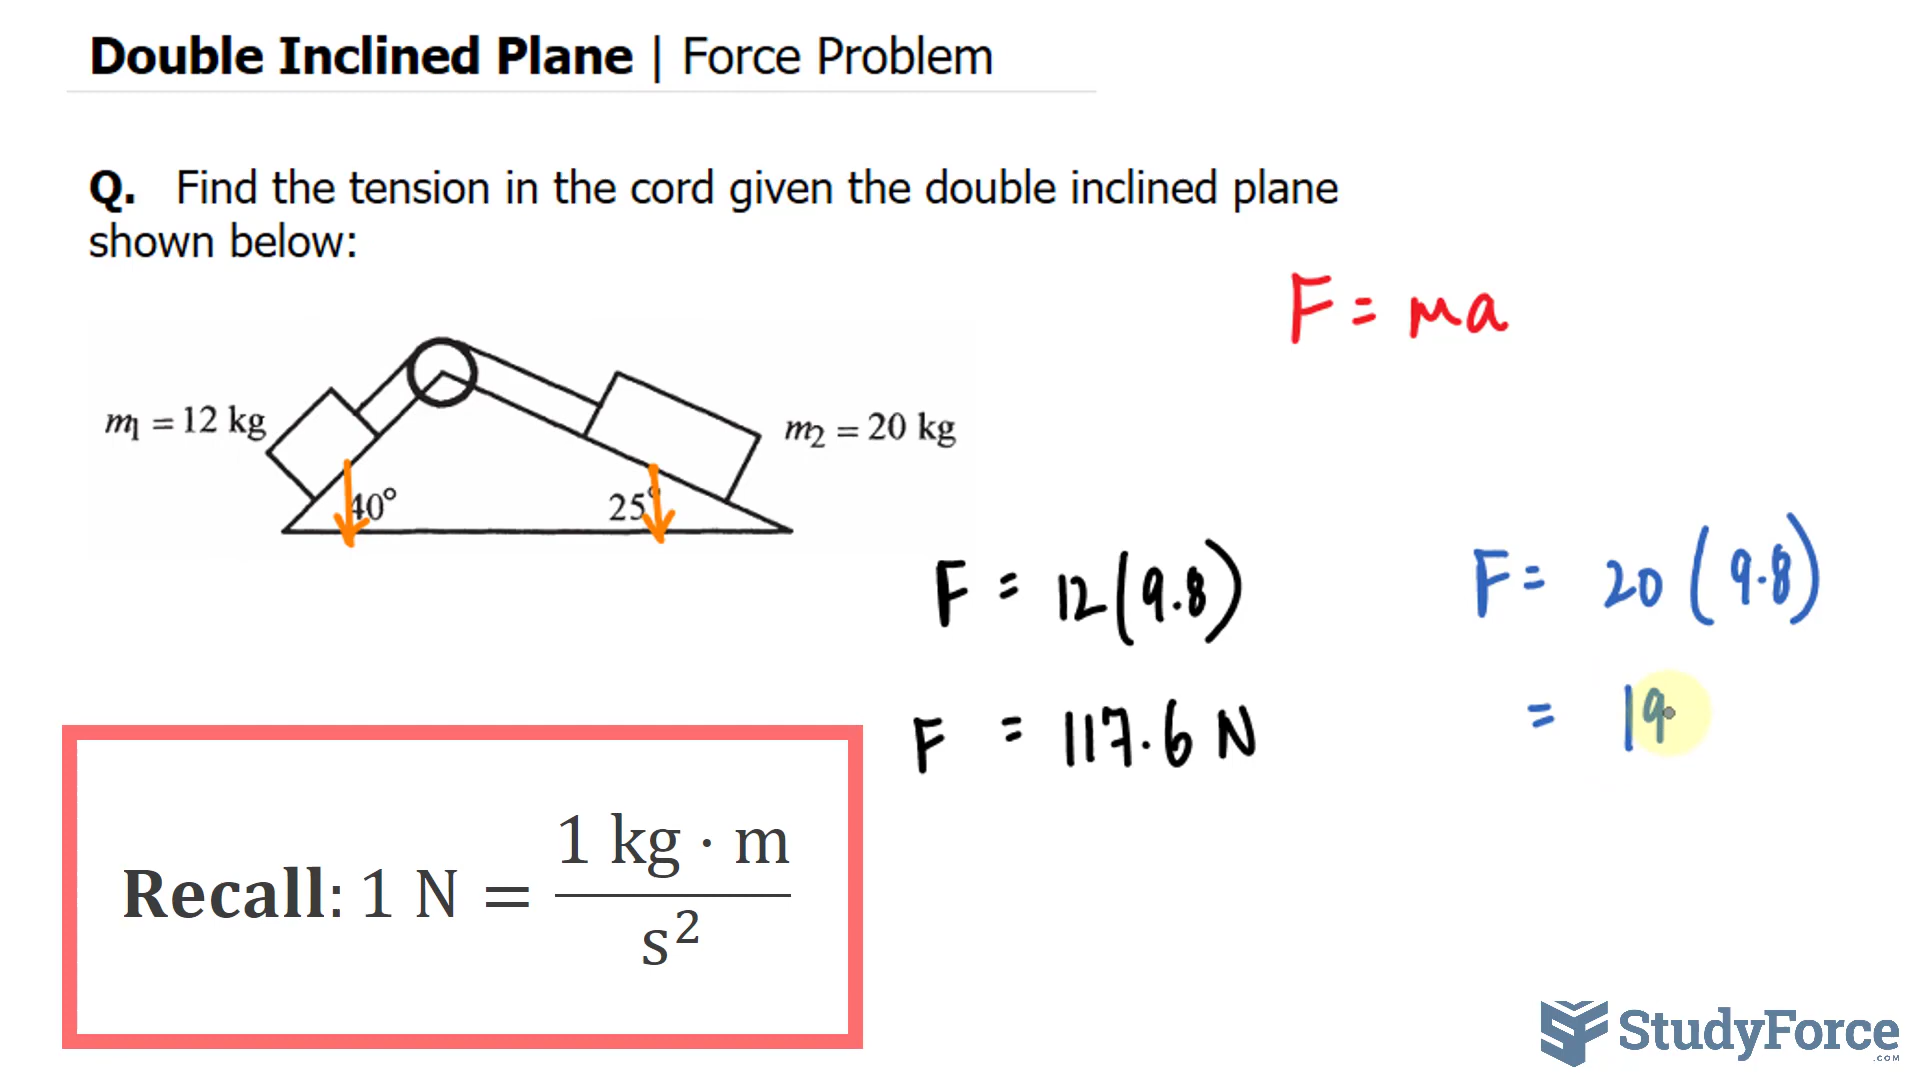 Double Inclined Plane | Force Problem
Q. Find the tension in the cord given the double inclined plane
shown below:
F = ma
m1 = 12 kg
m2 = 20 kg
40°
25°
F = 12(9.8)
F = 20(9.8)
F = 117.6 N
= 19
Recall: 1 N = 1 kg · m / s²
StudyForce
.COM